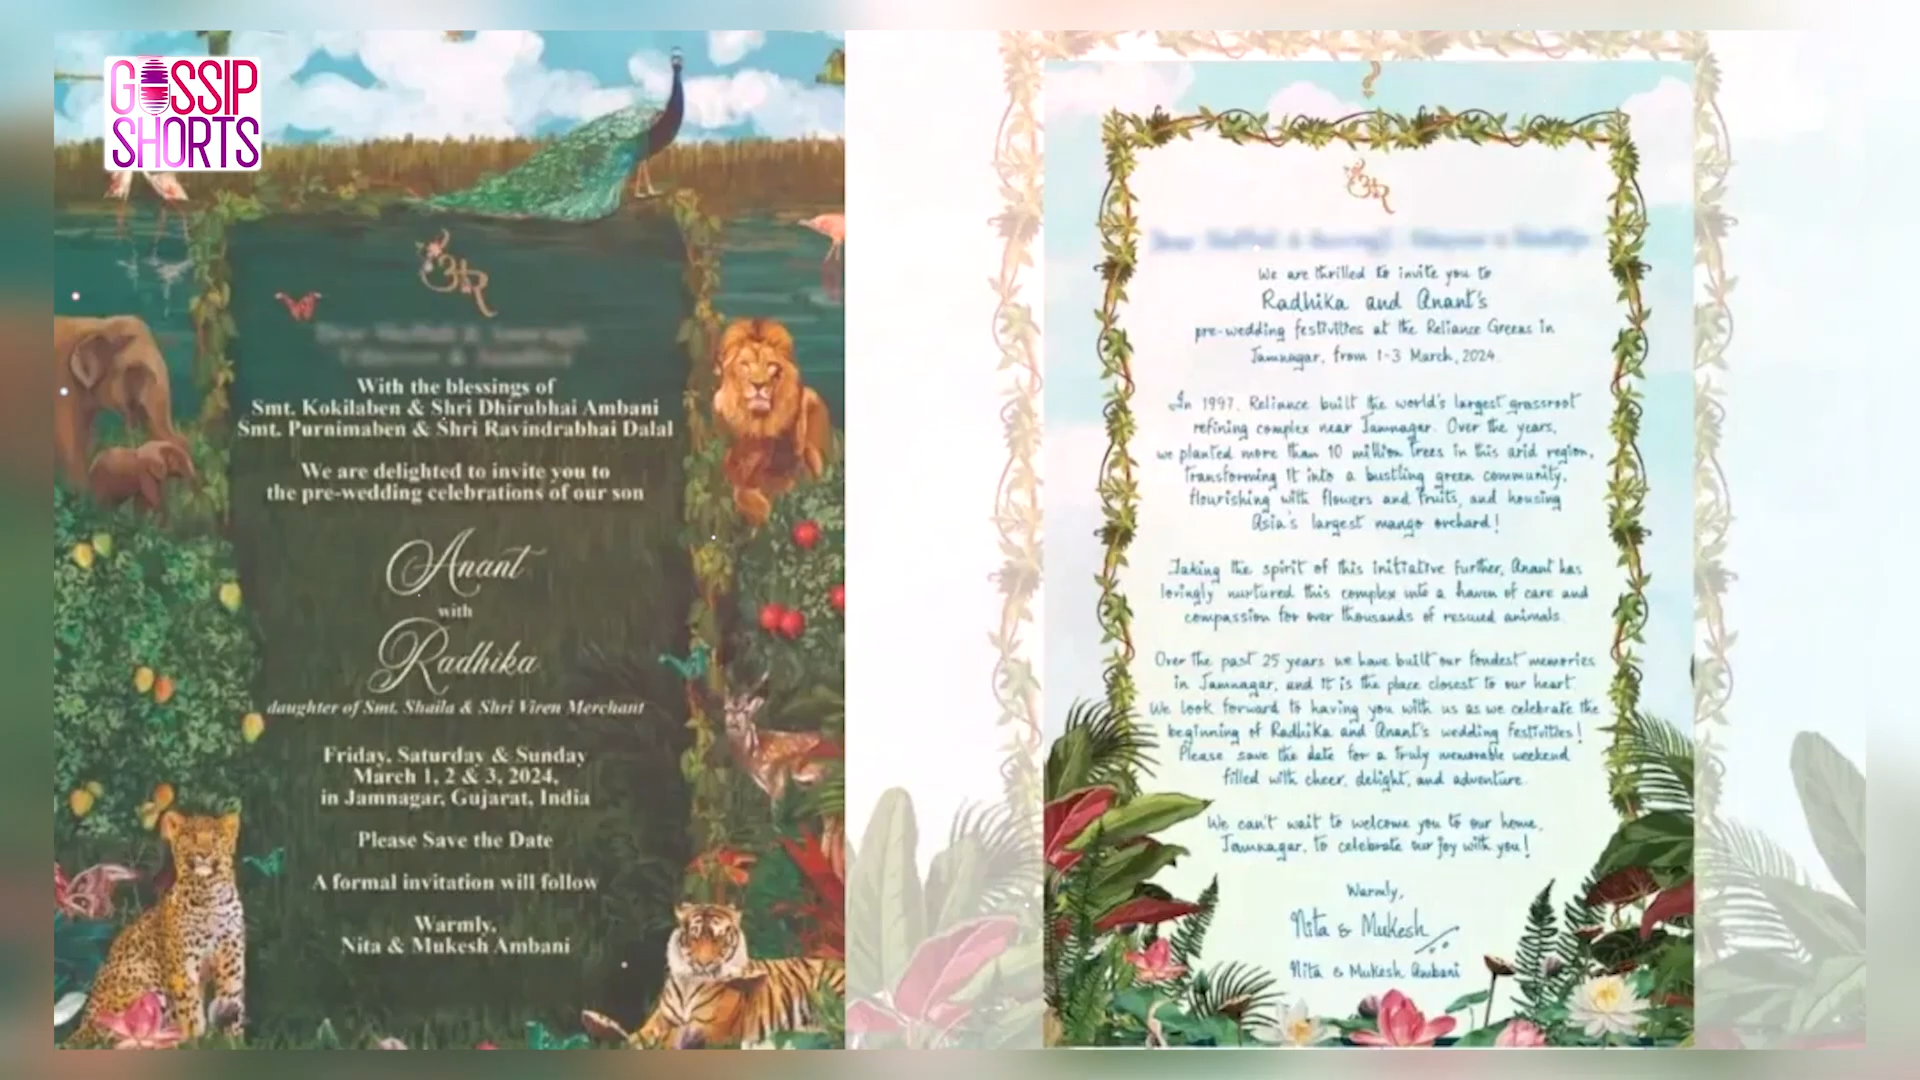 GOSSIP
SHORTS
With the blessings of
Smt. Kokilaben & Shri Dhirubhai Ambani
Smt. Purnimaben & Shri Ravindrabhai Dalal
We are delighted to invite you to
the pre-wedding celebrations of our son
Anant
with
Radhika
daughter of Smt. Shaila & Shri Viren Merchant
Friday, Saturday & Sunday
March 1, 2 & 3, 2024,
in Jamnagar, Gujarat, India
Please Save the Date
A formal invitation will follow
Warmly,
Nita & Mukesh Ambani
We are thrilled to invite you to
Radhika and Anant's
pre-wedding festivities at the Reliance Greens in
Jamnagar, from 1-3 March, 2024.
In 1997, Reliance built the world's largest grassroot
refining complex near Jamnagar. Over the years,
we planted more than 10 million trees in this arid region,
transforming it into a bustling green community,
flourishing with flowers and fruits, and housing
Asia's largest mango orchard!
Taking the spirit of this initiative further, Anant has
lovingly nurtured this complex into a haven of care and
compassion for over thousands of rescued animals.
Over the past 25 years we have built our fondest memories
in Jamnagar, and it is the place closest to our heart.
We look forward to having you with us as we celebrate the
beginning of Radhika and Anant's wedding festivities!
Please save the date for a truly memorable weekend
filled with cheer, delight, and adventure.
We can't wait to welcome you to our home,
Jamnagar, to celebrate our joy with you!
Warmly,
Nita & Mukesh
Nita & Mukesh Ambani